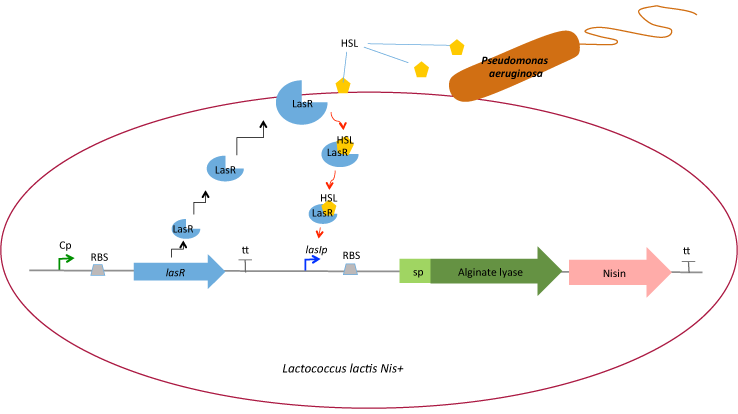 HSL
Pseudomonas
aeruginosa
LasR
HSL
LasR
LasR
HSL
LasR
LasR
Cp
RBS
tt
lasIp
RBS
tt
lasR
sp
Alginate lyase
Nisin
Lactococcus lactis Nis+